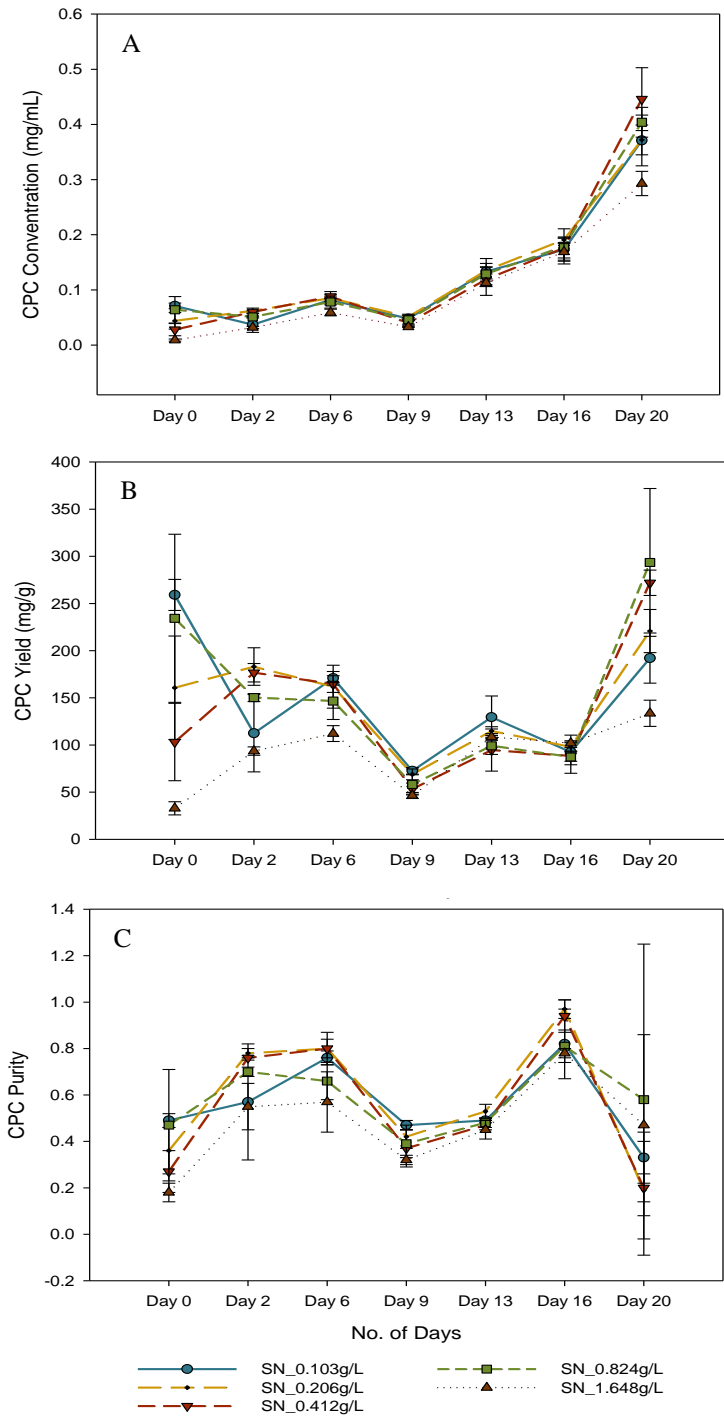 A
CPC Conventration (mg/mL)
0.6
0.5
0.4
0.3
0.2
0.1
0.0
Day 0 Day 2 Day 6 Day 9 Day 13 Day 16 Day 20
B
CPC Yield (mg/g)
400
350
300
250
200
150
100
50
0
Day 0 Day 2 Day 6 Day 9 Day 13 Day 16 Day 20
C
CPC Purity
1.4
1.2
1.0
0.8
0.6
0.4
0.2
0.0
-0.2
Day 0 Day 2 Day 6 Day 9 Day 13 Day 16 Day 20
No. of Days
SN_0.103g/L SN_0.824g/L
SN_0.206g/L SN_1.648g/L
SN_0.412g/L